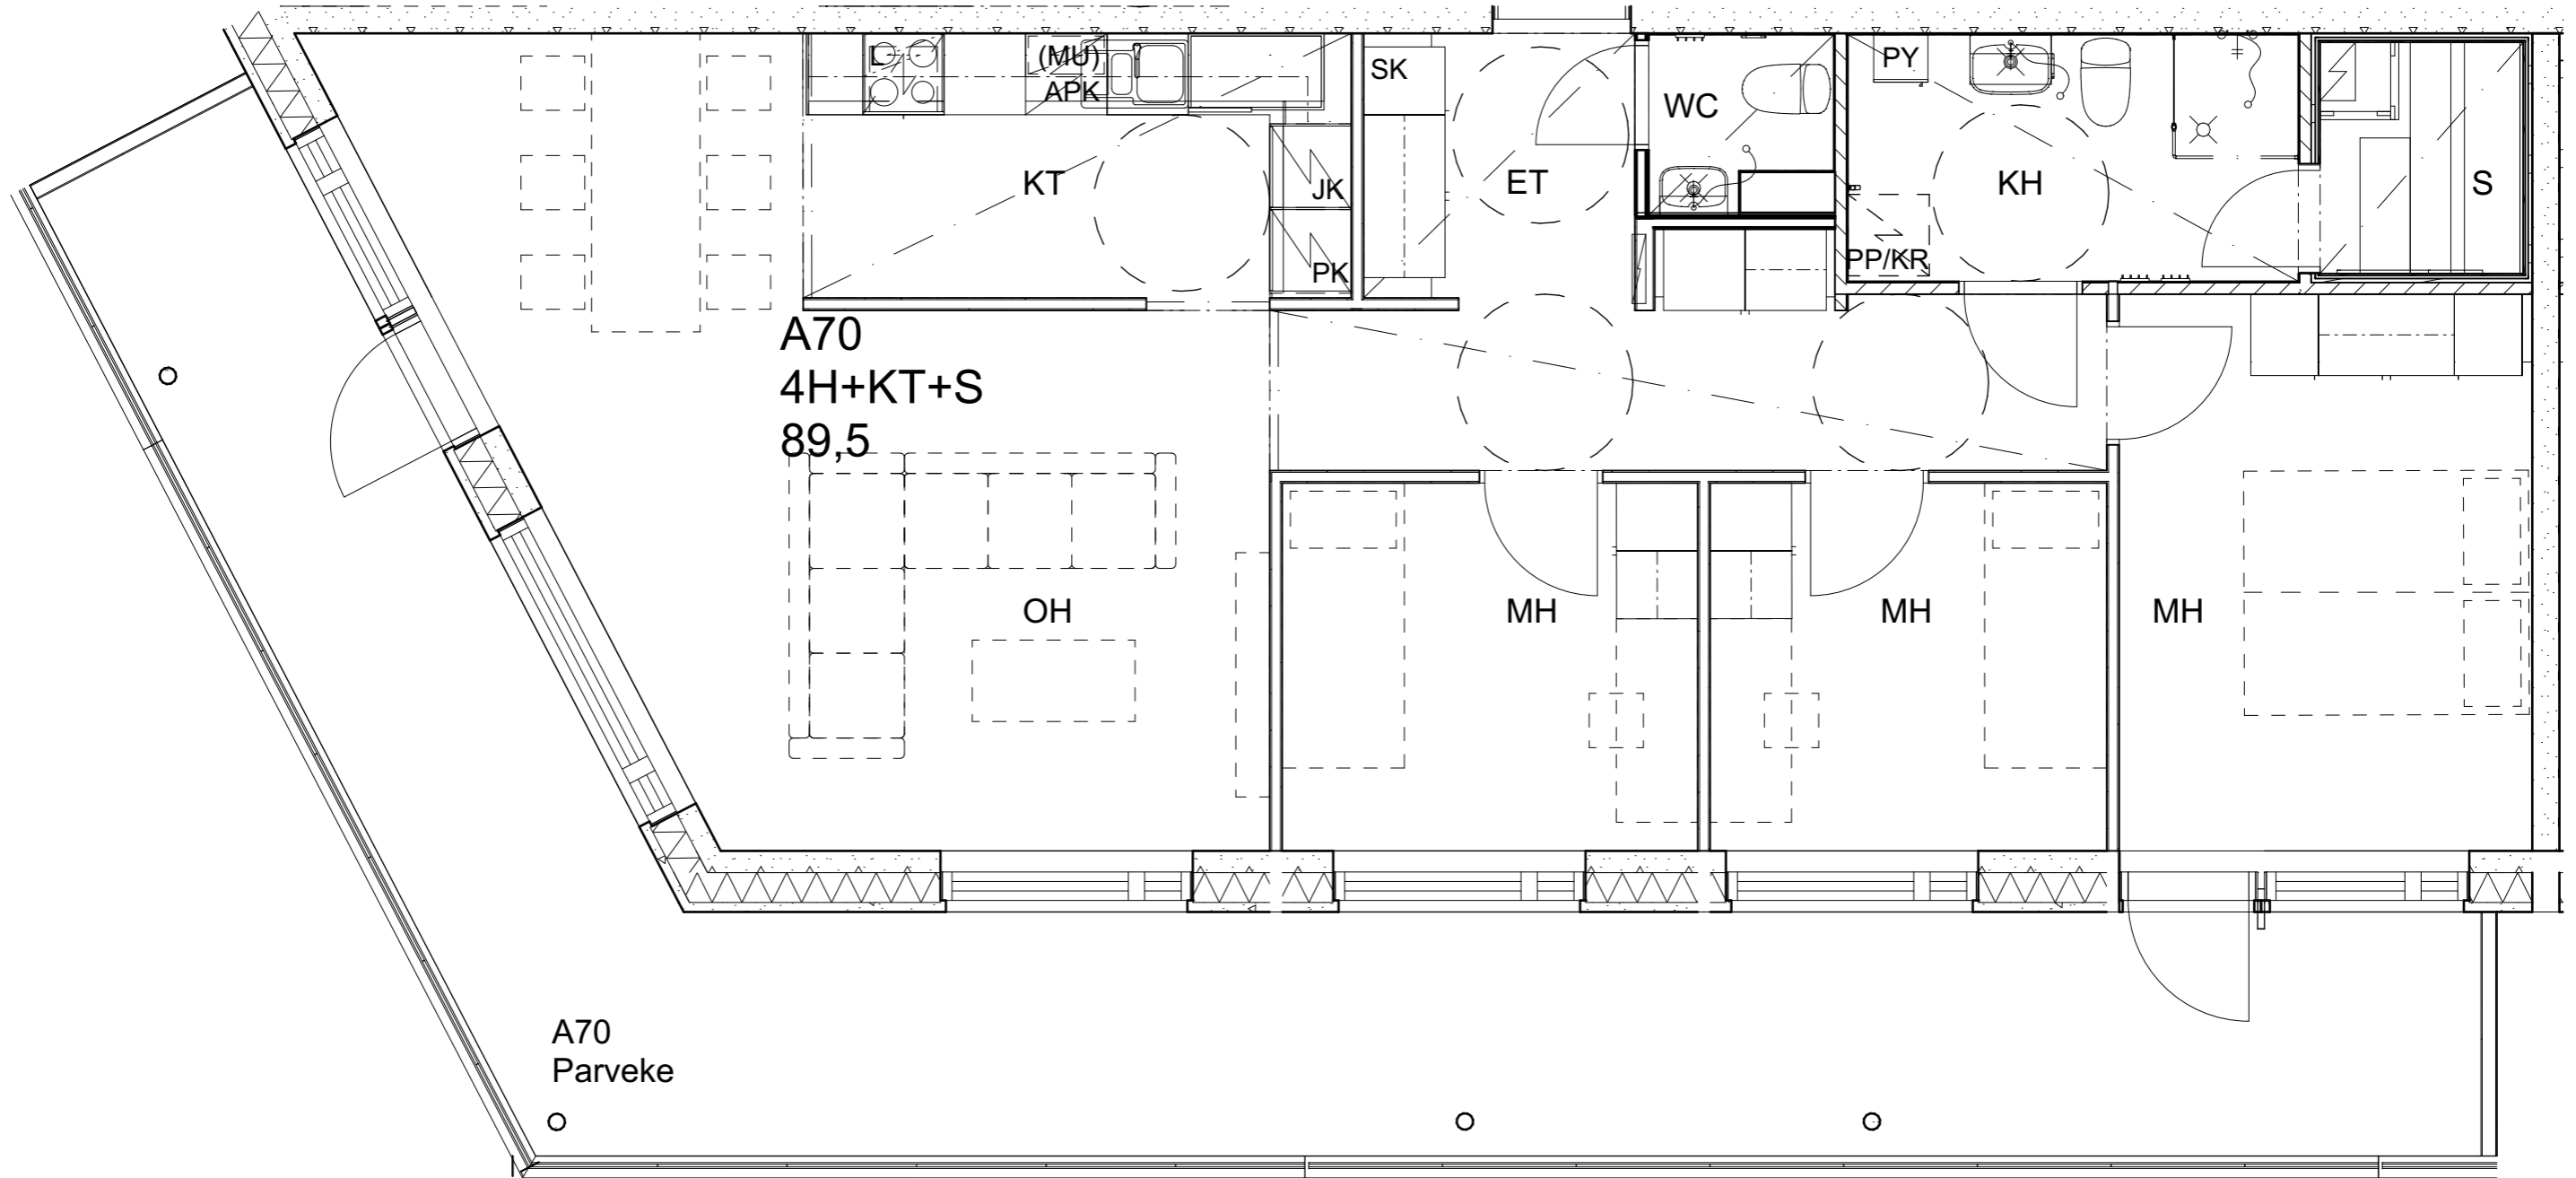 L
(MU)
APK
SK
PY
WC
KT
JK
ET
KH
S
PK
PP/KR
A70
4H+KT+S
89,5
OH
MH
MH
MH
A70
Parveke